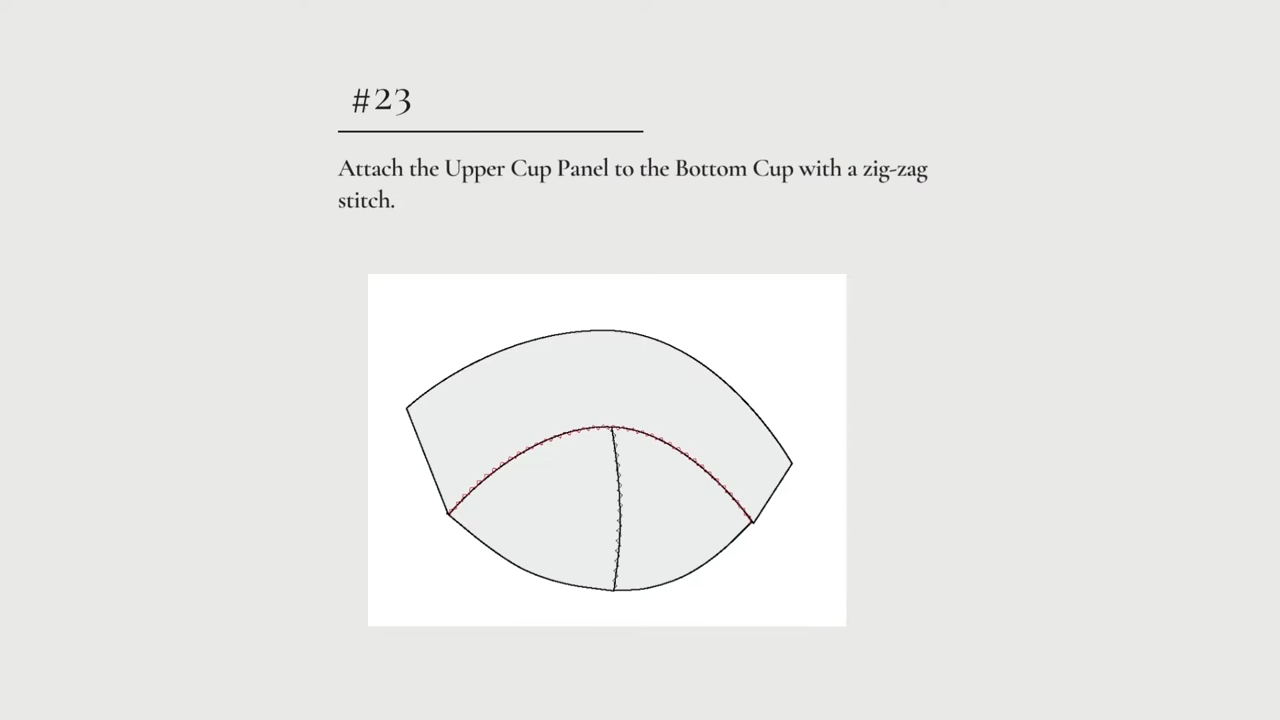 #23
Attach the Upper Cup Panel to the Bottom Cup with a zig-zag
stitch.